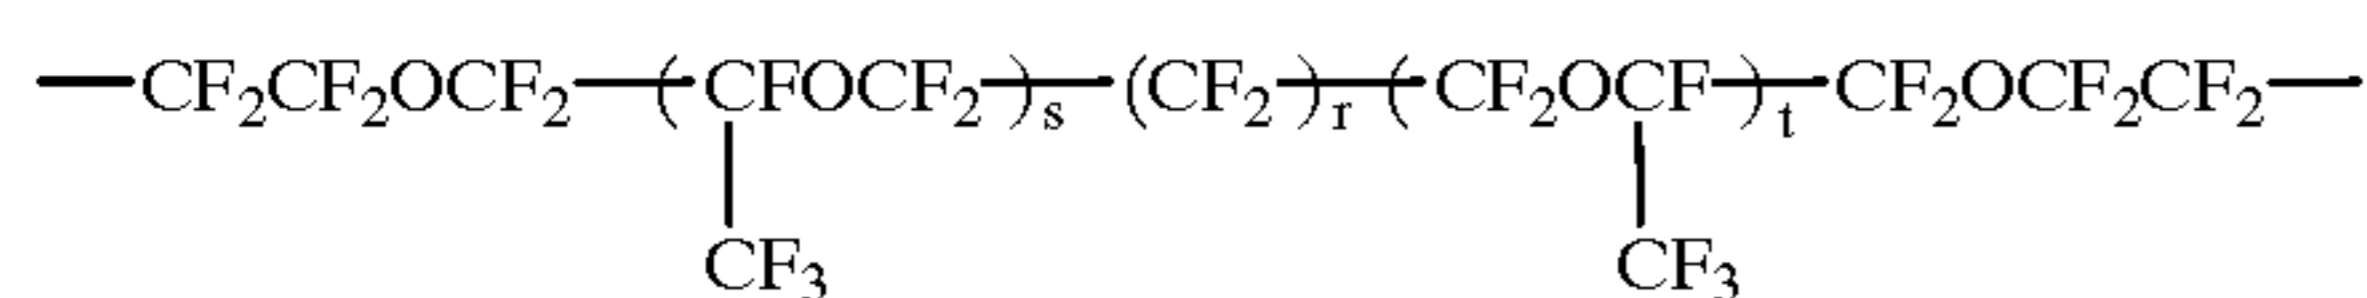 —CF₂CF₂OCF₂—(CFOCF₂—)ₛ—(CF₂—)ᵣ—(CF₂OCF—)ₜ—CF₂OCF₂CF₂—
CF₃ CF₃